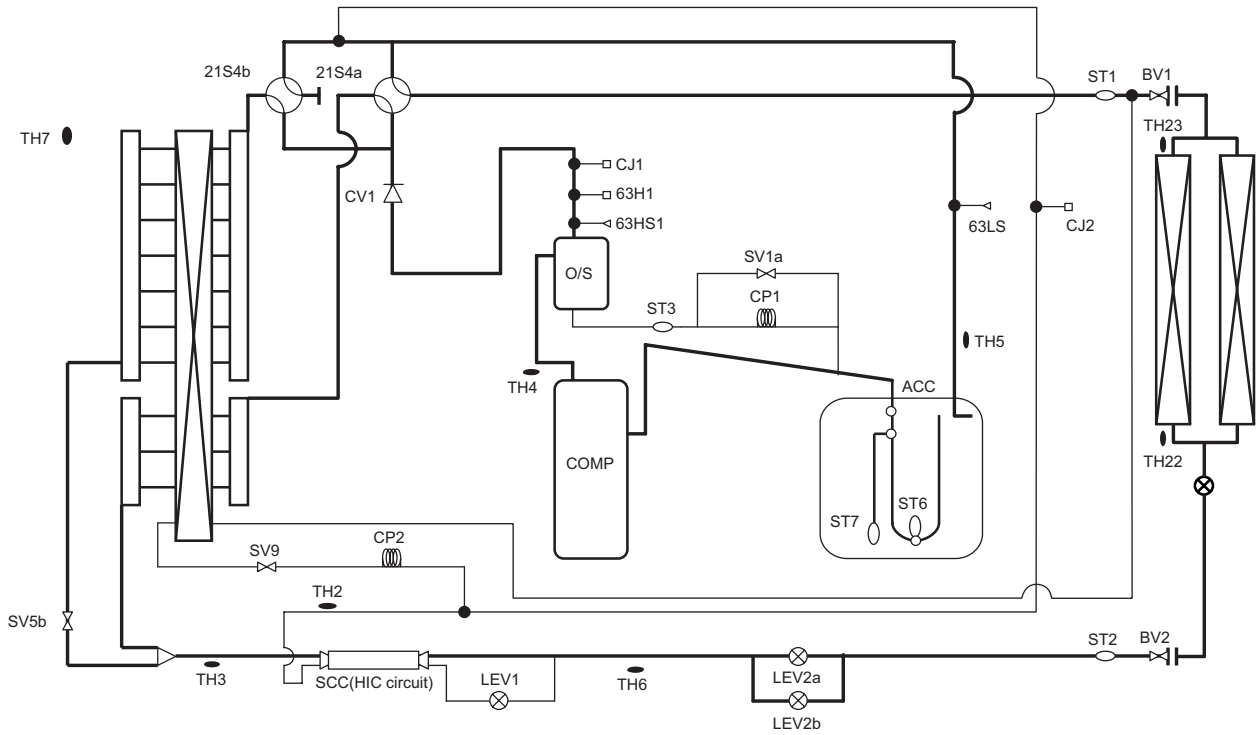 21S4b
21S4a
ST1
BV1
TH7
TH23
CJ1
CV1
63H1
63HS1
63LS
CJ2
O/S
SV1a
CP1
ST3
TH5
TH4
ACC
COMP
TH22
ST7
ST6
CP2
SV9
TH2
SV5b
ST2
BV2
TH3
SCC(HIC circuit)
LEV1
TH6
LEV2a
LEV2b